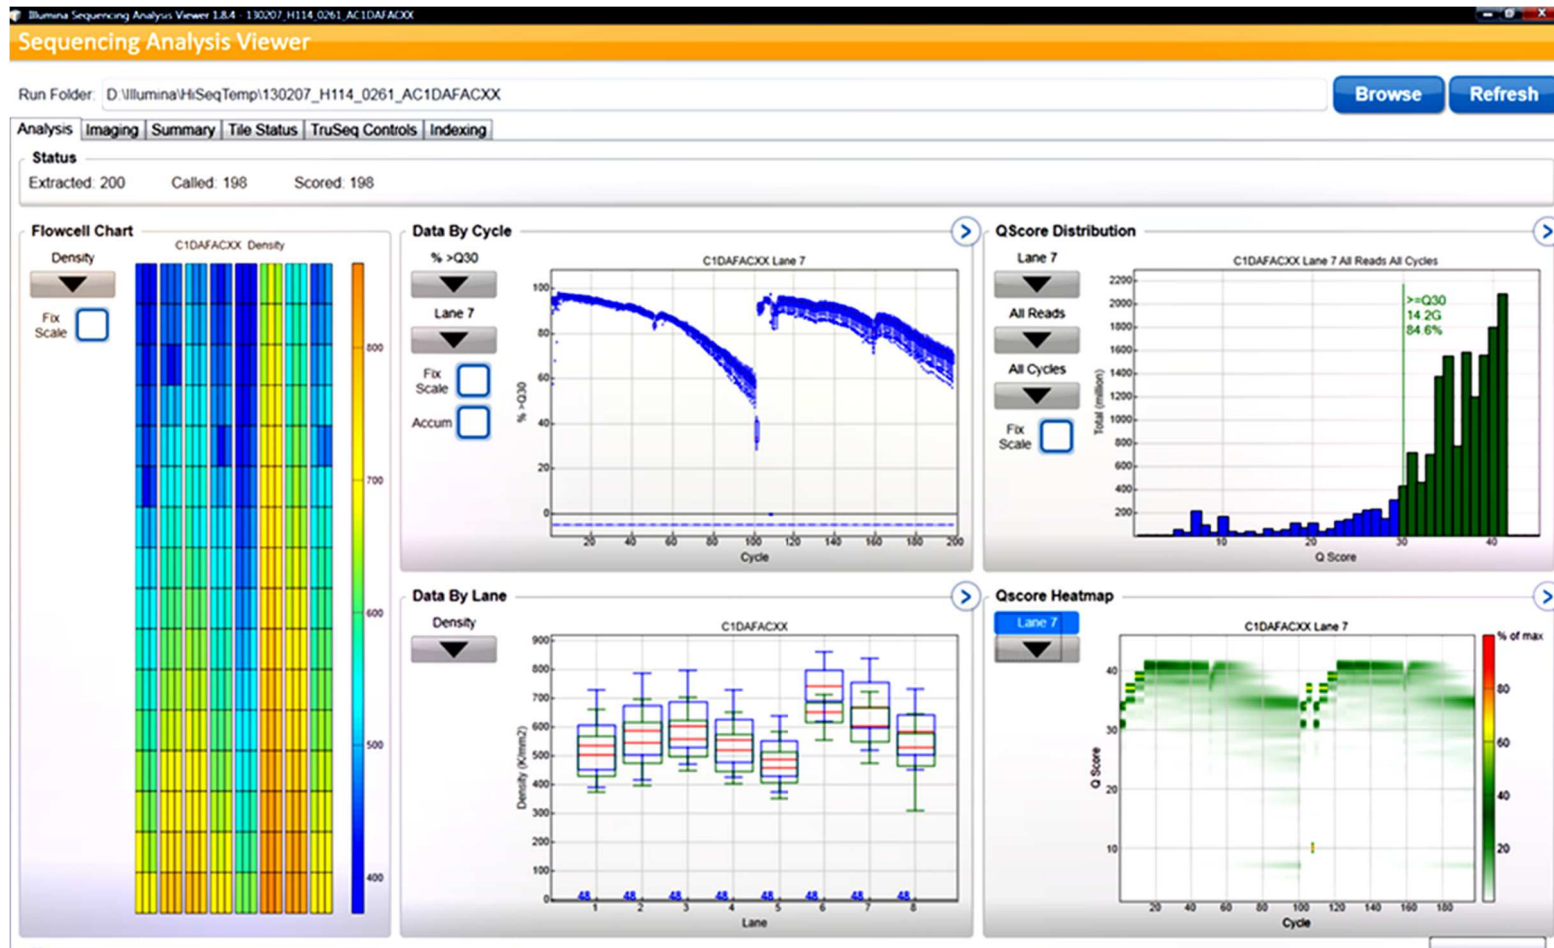 Illumina Sequencing Analysis Viewer 1.8.4 - 130207_H114_0261_AC1DAFACXX
Sequencing Analysis Viewer
Run Folder: D:\Illumina\HiSeqTemp\130207_H114_0261_AC1DAFACXX
Browse
Refresh
Analysis Imaging Summary Tile Status TruSeq Controls Indexing
Status
Extracted: 200 Called: 198 Scored: 198
Flowcell Chart
Density
Fix
Scale
C1DAFACXX Density
800
700
600
500
400
Data By Cycle
% >Q30
Lane 7
Fix
Scale
Accum
C1DAFACXX Lane 7
% >Q30
100
80
60
40
20
0
20 40 60 80 100 120 140 160 180 200
Cycle
QScore Distribution
Lane 7
All Reads
All Cycles
Fix
Scale
C1DAFACXX Lane 7 All Reads All Cycles
Total (million)
2200
2000
1800
1600
1400
1200
1000
800
600
400
200
>=Q30
14.2G
84.6%
10 20 30 40
Q Score
Data By Lane
Density
C1DAFACXX
Density (K/mm2)
900
800
700
600
500
400
300
200
100
0
48 48 48 48 48 48 48 48
1 2 3 4 5 6 7 8
Lane
Qscore Heatmap
Lane 7
C1DAFACXX Lane 7
Q Score
40
30
20
10
20 40 60 80 100 120 140 160 180
Cycle
% of max
80
60
40
20